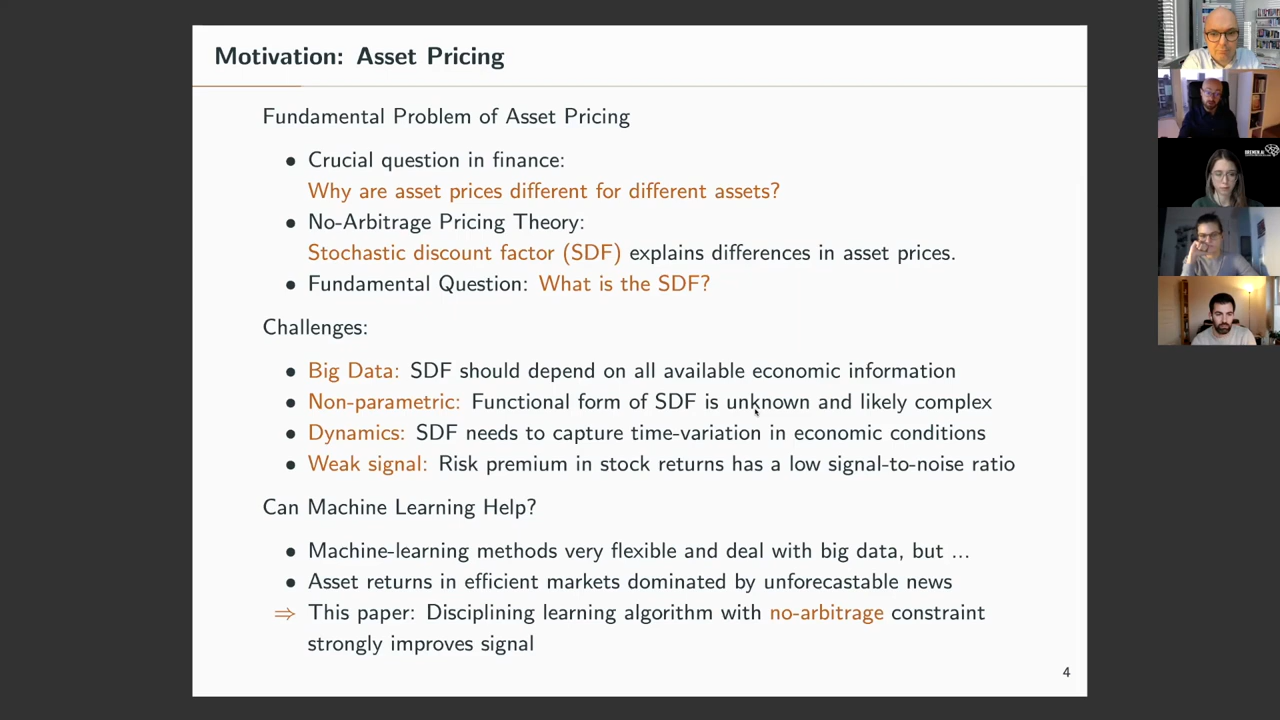 Motivation: Asset Pricing
Fundamental Problem of Asset Pricing
• Crucial question in finance:
Why are asset prices different for different assets?
• No-Arbitrage Pricing Theory:
Stochastic discount factor (SDF) explains differences in asset prices.
• Fundamental Question: What is the SDF?
Challenges:
• Big Data: SDF should depend on all available economic information
• Non-parametric: Functional form of SDF is unknown and likely complex
• Dynamics: SDF needs to capture time-variation in economic conditions
• Weak signal: Risk premium in stock returns has a low signal-to-noise ratio
Can Machine Learning Help?
• Machine-learning methods very flexible and deal with big data, but ...
• Asset returns in efficient markets dominated by unforecastable news
⇒ This paper: Disciplining learning algorithm with no-arbitrage constraint
strongly improves signal
4
BREMEN.AI